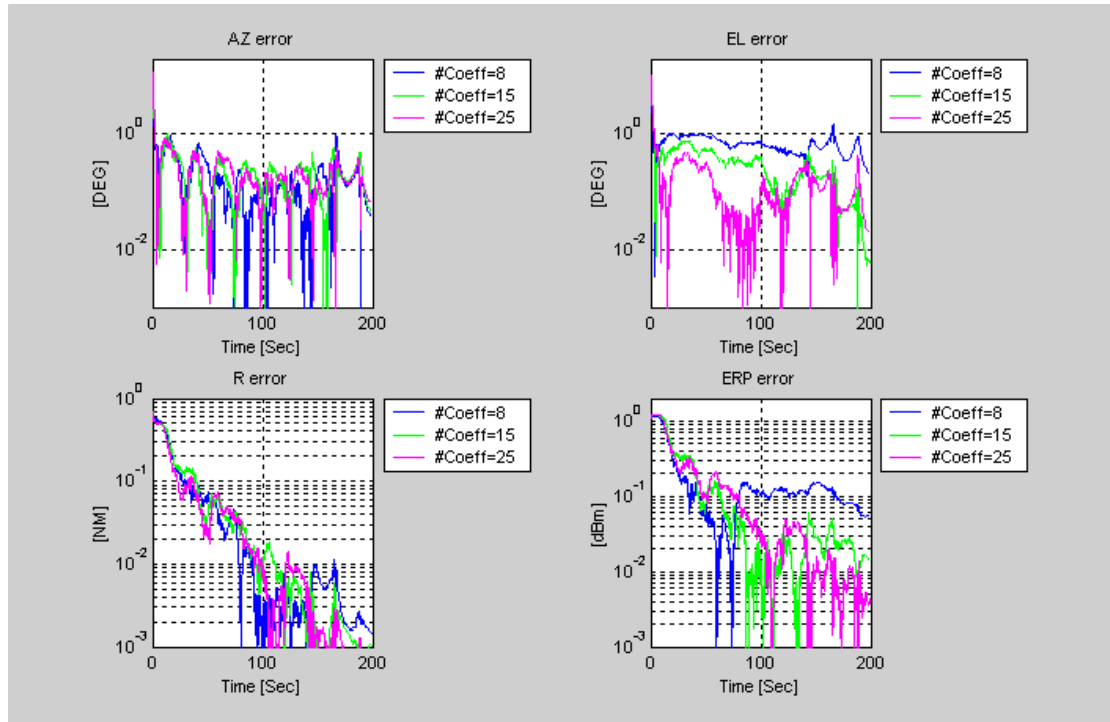 AZ error
#Coeff=8
#Coeff=15
#Coeff=25
[DEG]
10^0
10^-2
0 100 200
Time [Sec]
EL error
#Coeff=8
#Coeff=15
#Coeff=25
[DEG]
10^0
10^-2
0 100 200
Time [Sec]
R error
#Coeff=8
#Coeff=15
#Coeff=25
[NM]
10^0
10^-1
10^-2
10^-3
0 100 200
Time [Sec]
ERP error
#Coeff=8
#Coeff=15
#Coeff=25
[dBm]
10^0
10^-1
10^-2
10^-3
0 100 200
Time [Sec]